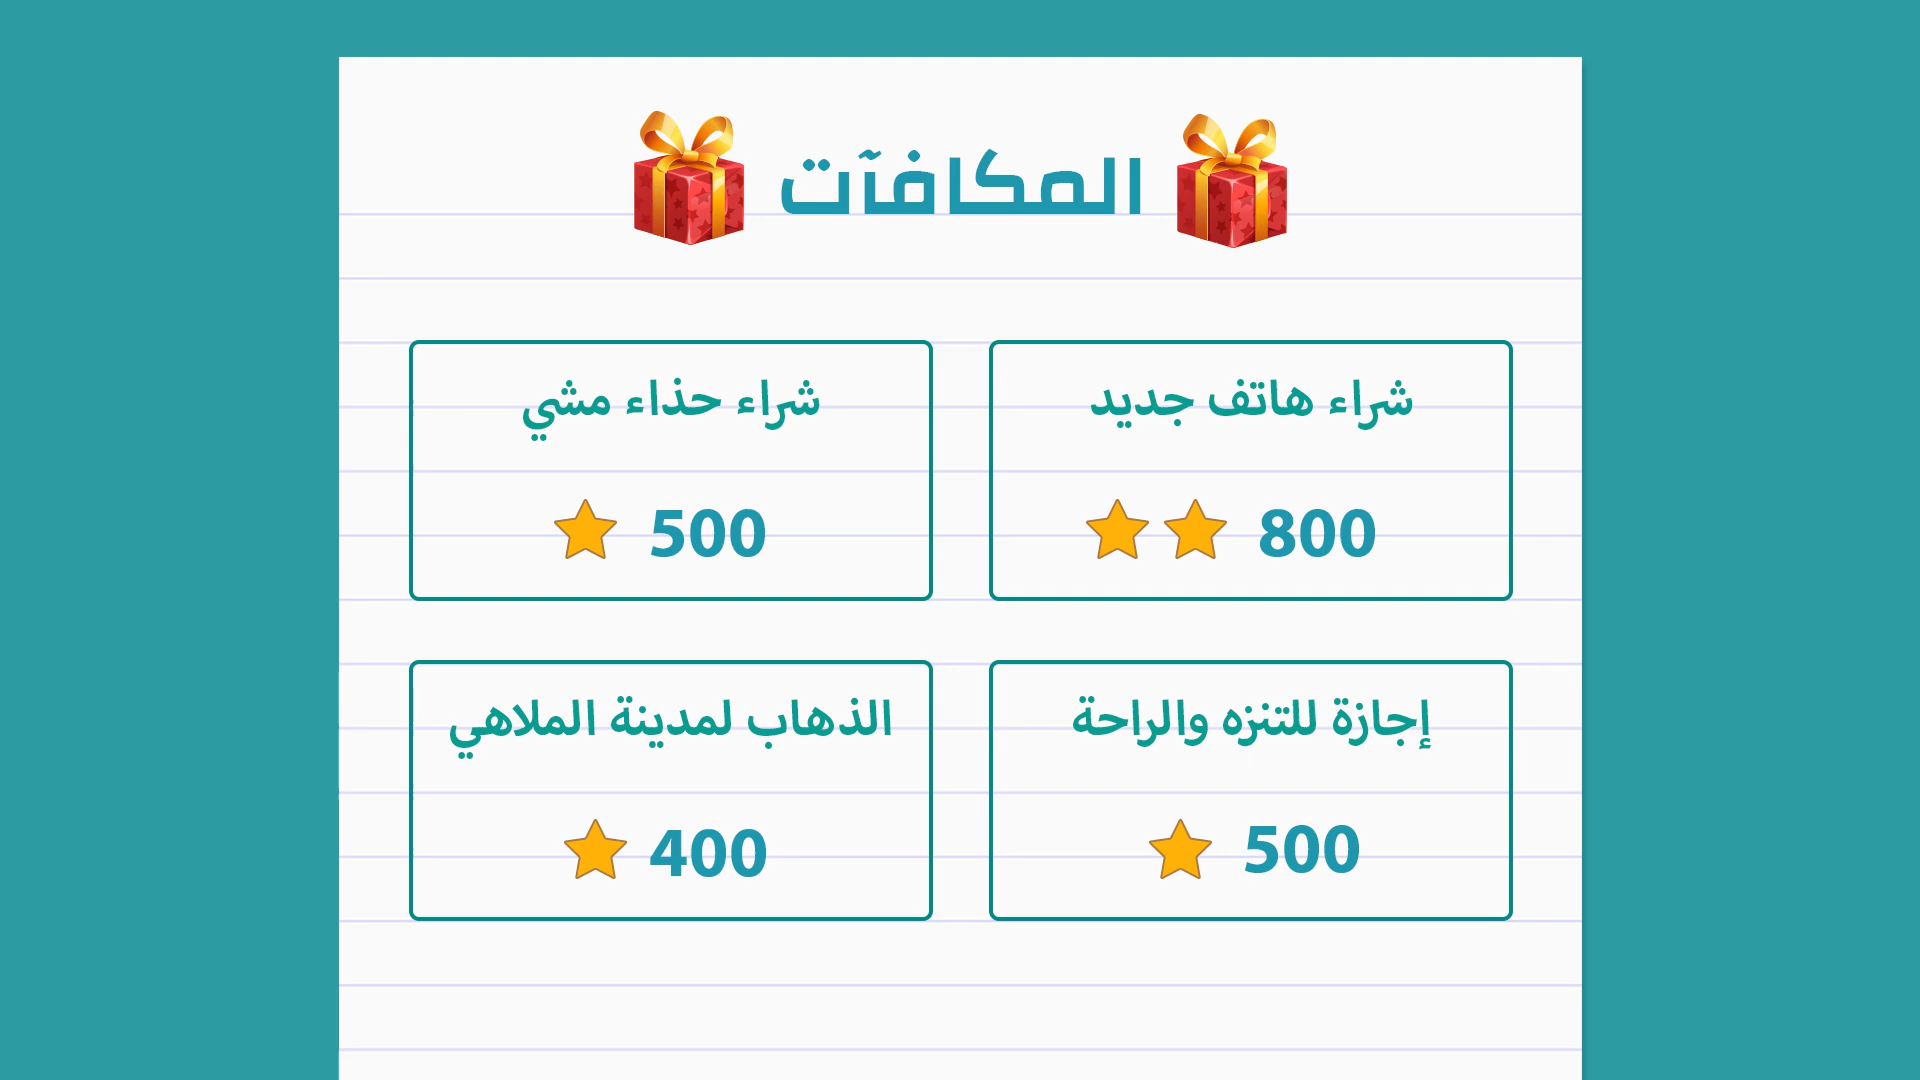 المكافآت
شراء هاتف جديد
800
شراء حذاء مشي
500
إجازة للتنزه والراحة
500
الذهاب لمدينة الملاهي
400